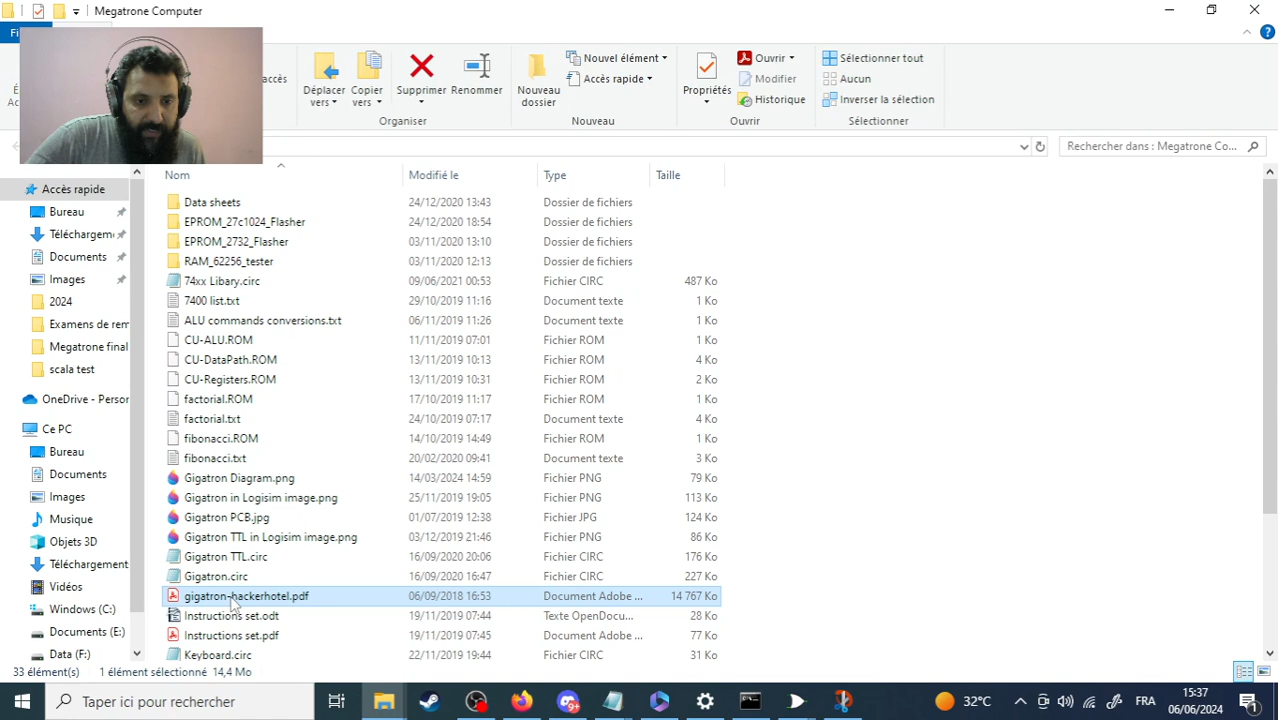 Megatrone Computer
Fi
accès
Déplacer vers
Copier vers
Supprimer
Renommer
Organiser
Nouveau dossier
Nouvel élément
Accès rapide
Nouveau
Propriétés
Ouvrir
Modifier
Historique
Ouvrir
Sélectionner tout
Aucun
Inverser la sélection
Sélectionner
Rechercher dans : Megatrone Co...
Nom Modifié le Type Taille
Accès rapide
Bureau
Téléchargem
Documents
Images
2024
Examens de rem
Megatrone final
scala test
OneDrive - Person
Ce PC
Bureau
Documents
Images
Musique
Objets 3D
Téléchargement
Vidéos
Windows (C:)
Documents (E:)
Data (F:)
Data sheets 24/12/2020 13:43 Dossier de fichiers
EPROM_27c1024_Flasher 24/12/2020 18:54 Dossier de fichiers
EPROM_2732_Flasher 03/11/2020 13:10 Dossier de fichiers
RAM_62256_tester 03/11/2020 12:13 Dossier de fichiers
74xx Libary.circ 09/06/2021 00:53 Fichier CIRC 487 Ko
7400 list.txt 29/10/2019 11:16 Document texte 1 Ko
ALU commands conversions.txt 06/11/2019 11:26 Document texte 1 Ko
CU-ALU.ROM 11/11/2019 07:01 Fichier ROM 1 Ko
CU-DataPath.ROM 13/11/2019 10:13 Fichier ROM 4 Ko
CU-Registers.ROM 13/11/2019 10:31 Fichier ROM 2 Ko
factorial.ROM 17/10/2019 11:17 Fichier ROM 1 Ko
factorial.txt 24/10/2019 07:17 Document texte 4 Ko
fibonacci.ROM 14/10/2019 14:49 Fichier ROM 1 Ko
fibonacci.txt 20/02/2020 09:41 Document texte 3 Ko
Gigatron Diagram.png 14/03/2024 14:59 Fichier PNG 79 Ko
Gigatron in Logisim image.png 25/11/2019 19:05 Fichier PNG 113 Ko
Gigatron PCB.jpg 01/07/2019 12:38 Fichier JPG 124 Ko
Gigatron TTL in Logisim image.png 03/12/2019 21:46 Fichier PNG 86 Ko
Gigatron TTL.circ 16/09/2020 20:06 Fichier CIRC 176 Ko
Gigatron.circ 16/09/2020 16:47 Fichier CIRC 227 Ko
gigatron-hackerhotel.pdf 06/09/2018 16:53 Document Adobe ... 14 767 Ko
Instructions set.odt 19/11/2019 07:44 Texte OpenDocu... 28 Ko
Instructions set.pdf 19/11/2019 07:45 Document Adobe ... 77 Ko
Keyboard.circ 22/11/2019 19:44 Fichier CIRC 31 Ko
33 élément(s) 1 élément sélectionné 14,4 Mo
Taper ici pour rechercher
32°C
FRA
15:37
06/06/2024
1